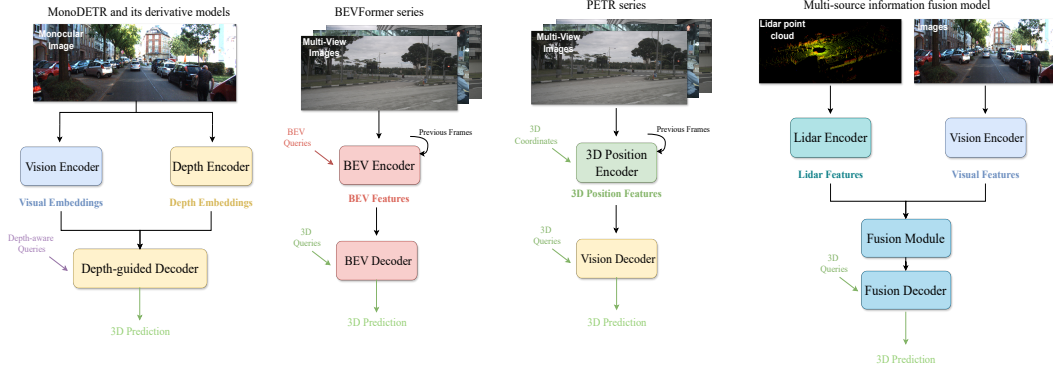 MonoDETR and its derivative models
Monocular
Image
Vision Encoder
Depth Encoder
Visual Embeddings
Depth Embeddings
Depth-aware
Queries
Depth-guided Decoder
3D Prediction
BEVFormer series
Multi-View
Images
BEV
Queries
Previous Frames
BEV Encoder
BEV Features
3D
Queries
BEV Decoder
3D Prediction
PETR series
Multi-View
Images
3D
Coordinates
Previous Frames
3D Position
Encoder
3D Position Features
3D
Queries
Vision Decoder
3D Prediction
Multi-source information fusion model
Lidar point
cloud
Images
Lidar Encoder
Vision Encoder
Lidar Features
Visual Features
Fusion Module
3D
Queries
Fusion Decoder
3D Prediction